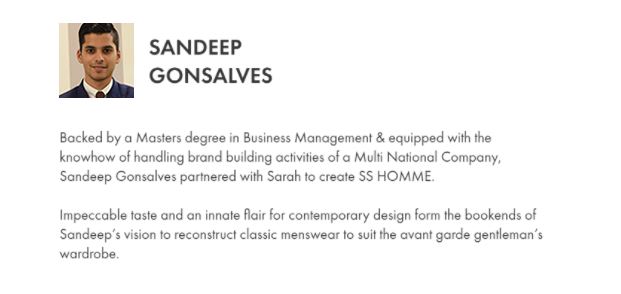 SANDEEP
GONSALVES
Backed by a Masters degree in Business Management & equipped with the
knowhow of handling brand building activities of a Multi National Company,
Sandeep Gonsalves partnered with Sarah to create SS HOMME.
Impeccable taste and an innate flair for contemporary design form the bookends of
Sandeep’s vision to reconstruct classic menswear to suit the avant garde gentleman’s
wardrobe.